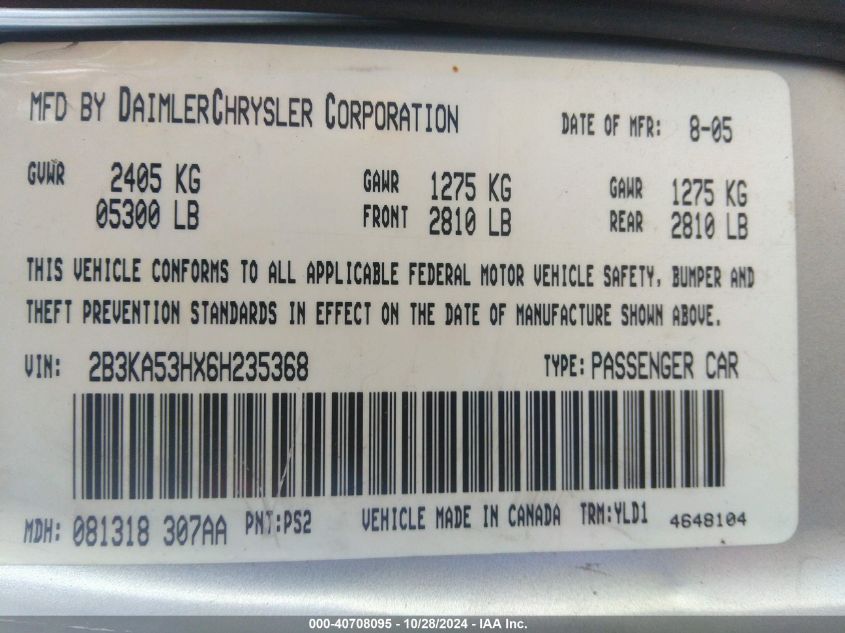 MFD BY DAIMLERCHRYSLER CORPORATION DATE OF MFR: 8-05
GVWR 2405 KG GAWR 1275 KG GAWR 1275 KG
05300 LB FRONT 2810 LB REAR 2810 LB
THIS VEHICLE CONFORMS TO ALL APPLICABLE FEDERAL MOTOR VEHICLE SAFETY, BUMPER AND
THEFT PREVENTION STANDARDS IN EFFECT ON THE DATE OF MANUFACTURE SHOWN ABOVE.
VIN: 2B3KA53HX6H235368 TYPE: PASSENGER CAR
MDH: 081318 307AA PNT:PS2 VEHICLE MADE IN CANADA TRM:YLD1 4648104
000-40708095 - 10/28/2024 - IAA Inc.